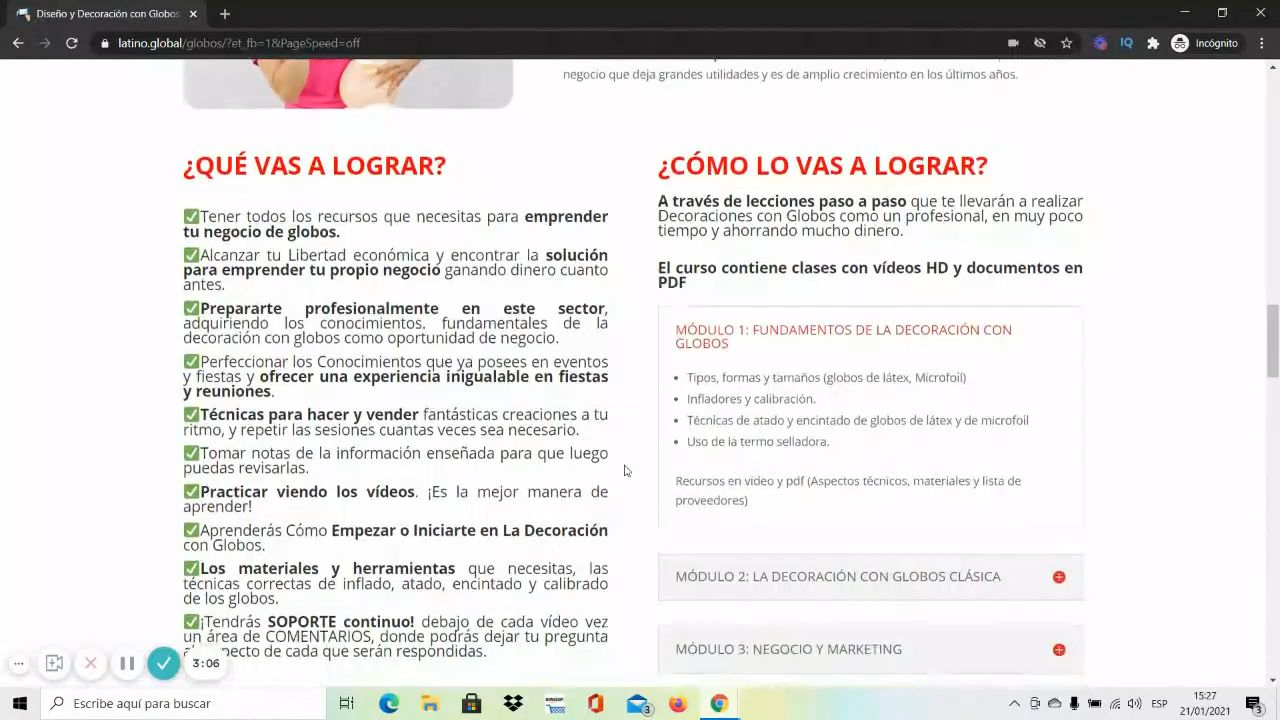 Diseño y Decoración con Globos
latino.global/globos/?et_fb=1&PageSpeed=off
IQ
Incógnito
negocio que deja grandes utilidades y es de amplio crecimiento en los últimos años.
¿QUÉ VAS A LOGRAR?
✅Tener todos los recursos que necesitas para emprender
tu negocio de globos.
✅Alcanzar tu Libertad económica y encontrar la solución
para emprender tu propio negocio ganando dinero cuanto
antes.
✅Prepararte profesionalmente en este sector,
adquiriendo los conocimientos. fundamentales de la
decoración con globos como oportunidad de negocio.
✅Perfeccionar los Conocimientos que ya posees en eventos
y fiestas y ofrecer una experiencia inigualable en fiestas
y reuniones.
✅Técnicas para hacer y vender fantásticas creaciones a tu
ritmo, y repetir las sesiones cuantas veces sea necesario.
✅Tomar notas de la información enseñada para que luego
puedas revisarlas.
✅Practicar viendo los vídeos. ¡Es la mejor manera de
aprender!
✅Aprenderás Cómo Empezar o Iniciarte en La Decoración
con Globos.
✅Los materiales y herramientas que necesitas, las
técnicas correctas de inflado, atado, encintado y calibrado
de los globos.
✅¡Tendrás SOPORTE continuo! debajo de cada vídeo vez
un área de COMENTARIOS, donde podrás dejar tu pregunta
de cada que serán respondidas.
¿CÓMO LO VAS A LOGRAR?
A través de lecciones paso a paso que te llevarán a realizar
Decoraciones con Globos como un profesional, en muy poco
tiempo y ahorrando mucho dinero.
El curso contiene clases con vídeos HD y documentos en
PDF
MÓDULO 1: FUNDAMENTOS DE LA DECORACIÓN CON
GLOBOS
Tipos, formas y tamaños (globos de látex, Microfoil)
Infladores y calibración.
Técnicas de atado y encintado de globos de látex y de microfoil
Uso de la termo selladora.
Recursos en video y pdf (Aspectos técnicos, materiales y lista de
proveedores)
MÓDULO 2: LA DECORACIÓN CON GLOBOS CLÁSICA
MÓDULO 3: NEGOCIO Y MARKETING
3:06
Escribe aquí para buscar
amazon
3
ESP
15:27
21/01/2021
3